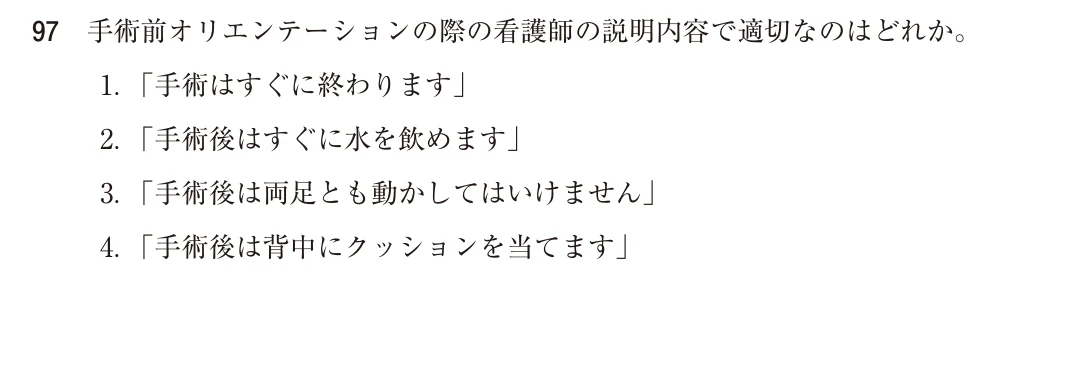 97 手術前オリエンテーションの際の看護師の説明内容で適切なのはどれか。
1. 「手術はすぐに終わります」
2. 「手術後はすぐに水を飲めます」
3. 「手術後は両足とも動かしてはいけません」
4. 「手術後は背中にクッションを当てます」